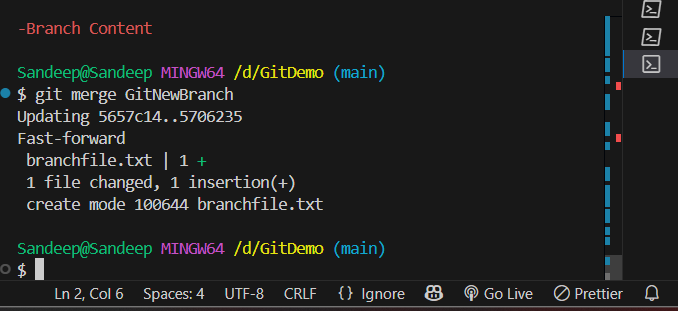 -Branch Content
Sandeep@Sandeep MINGW64 /d/GitDemo (main)
$ git merge GitNewBranch
Updating 5657c14..5706235
Fast-forward
 branchfile.txt | 1 +
 1 file changed, 1 insertion(+)
 create mode 100644 branchfile.txt
Sandeep@Sandeep MINGW64 /d/GitDemo (main)
$
Ln 2, Col 6 Spaces: 4 UTF-8 CRLF {} Ignore Go Live Prettier